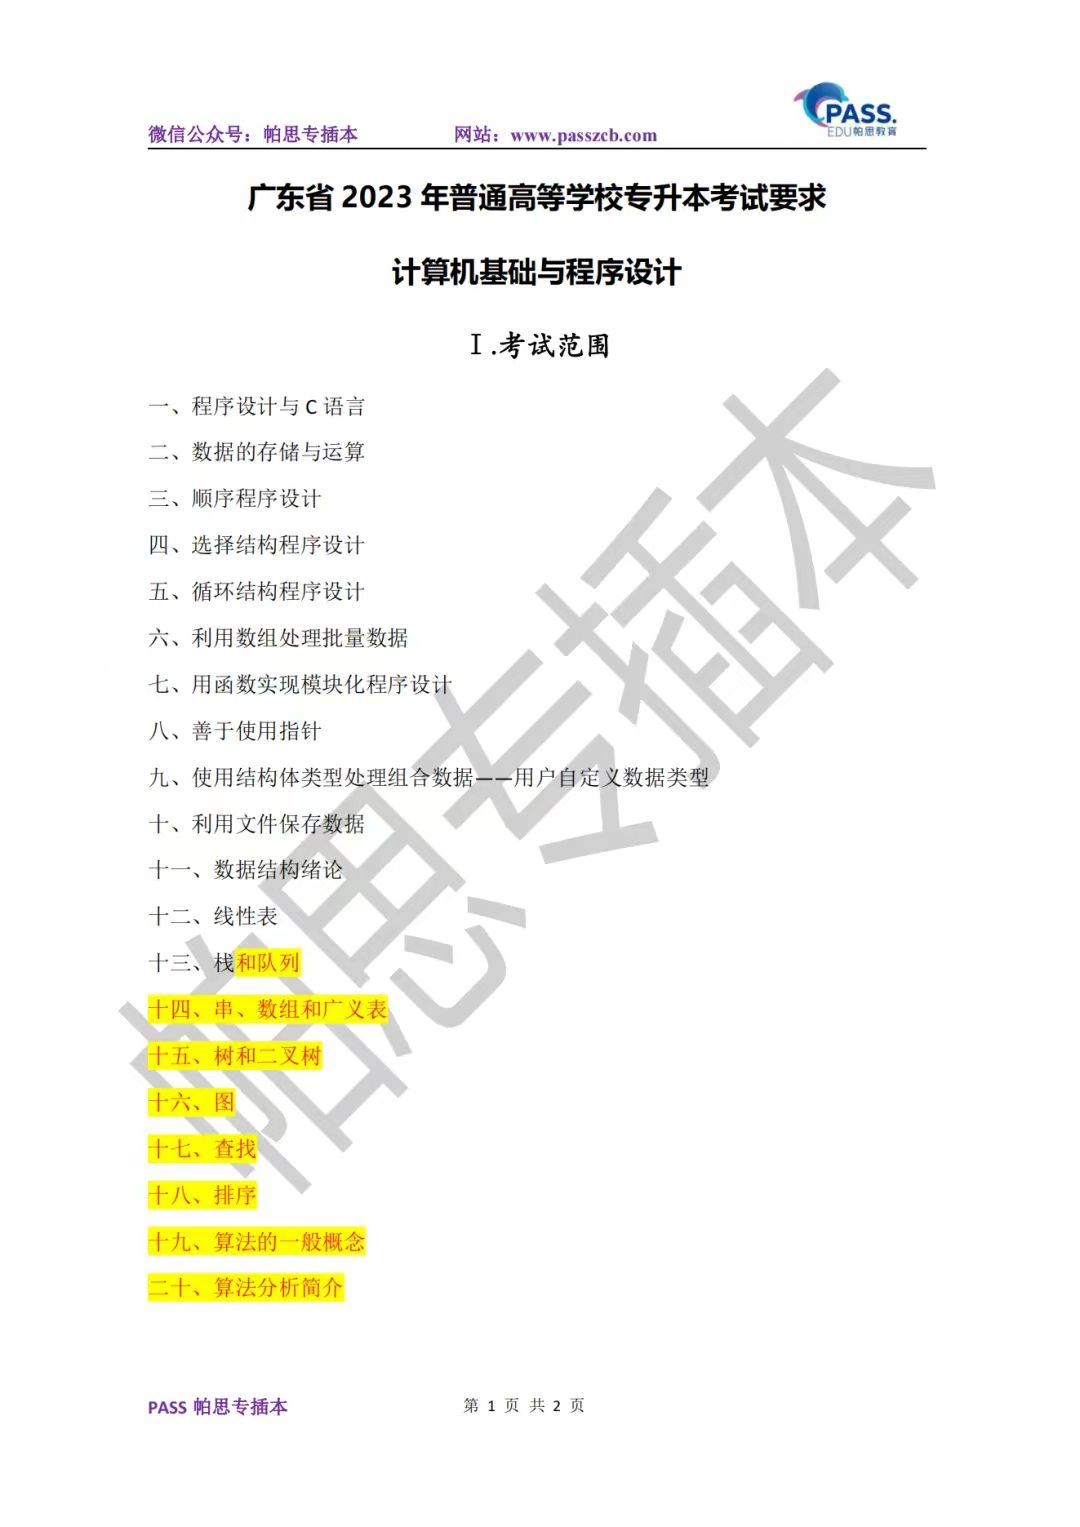 微信公众号：帕思专插本 网站：www.passzcb.com
PASS.
EDU帕思教育
广东省 2023 年普通高等学校专升本考试要求
计算机基础与程序设计
Ⅰ.考试范围
一、程序设计与 C 语言
二、数据的存储与运算
三、顺序程序设计
四、选择结构程序设计
五、循环结构程序设计
六、利用数组处理批量数据
七、用函数实现模块化程序设计
八、善于使用指针
九、使用结构体类型处理组合数据——用户自定义数据类型
十、利用文件保存数据
十一、数据结构绪论
十二、线性表
十三、栈和队列
十四、串、数组和广义表
十五、树和二叉树
十六、图
十七、查找
十八、排序
十九、算法的一般概念
二十、算法分析简介
帕思专插本
PASS 帕思专插本 第 1 页 共 2 页